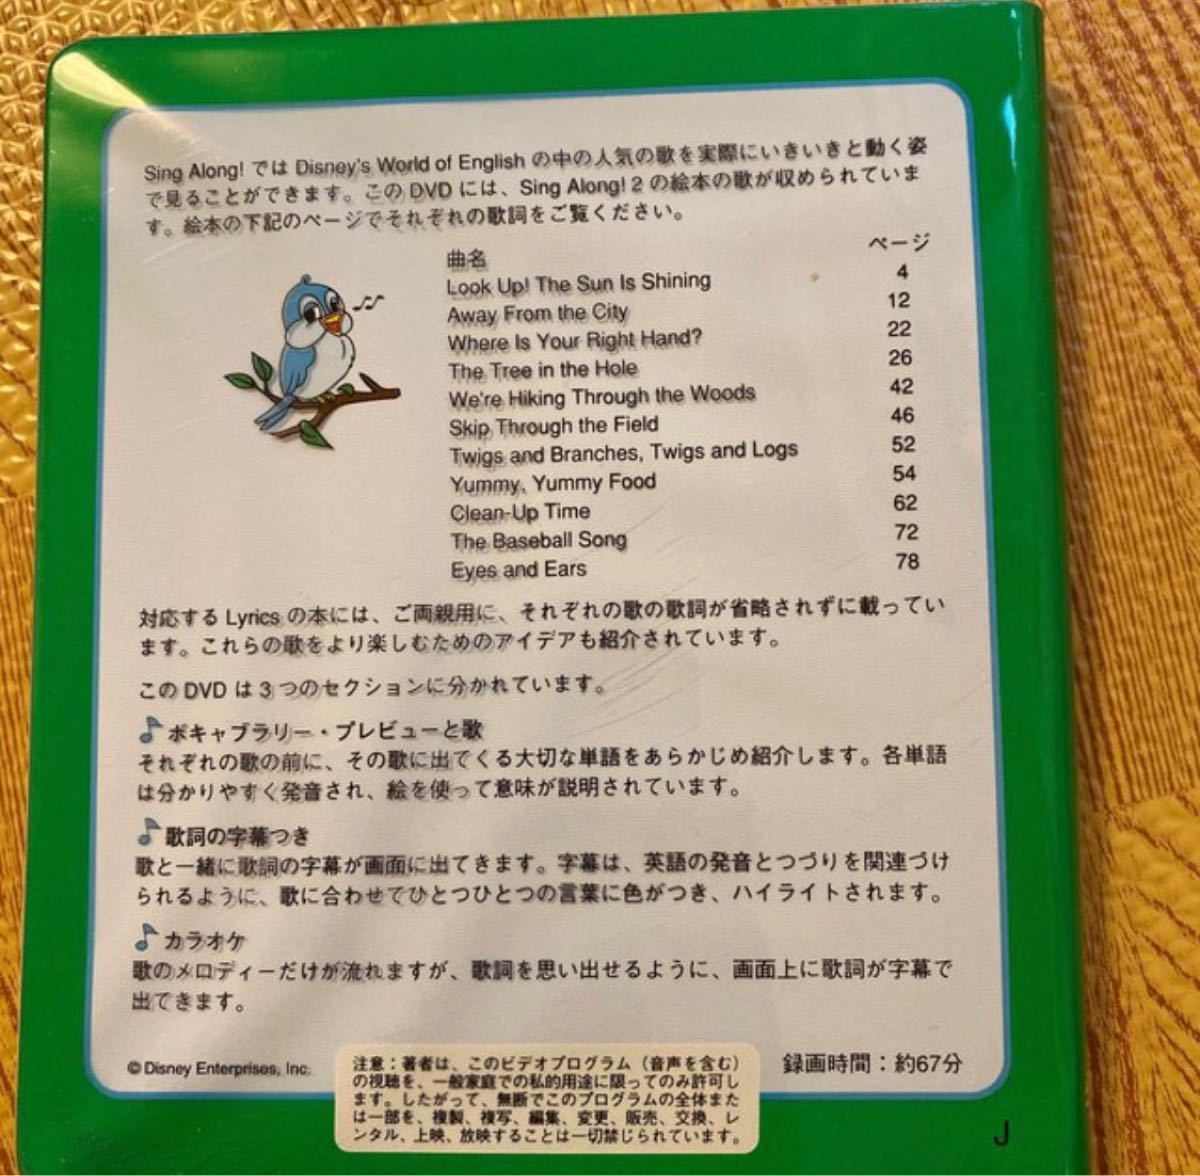 Sing Along! では Disney's World of English の中の人気の歌を実際にいきいきと動く姿
で見ることができます。この DVD には、Sing Along! 2 の絵本の歌が収められていま
す。絵本の下記のページでそれぞれの歌詞をご覧ください。
曲名 ページ
Look Up! The Sun Is Shining 4
Away From the City 12
Where Is Your Right Hand? 22
The Tree in the Hole 26
We're Hiking Through the Woods 42
Skip Through the Field 46
Twigs and Branches, Twigs and Logs 52
Yummy, Yummy Food 54
Clean-Up Time 62
The Baseball Song 72
Eyes and Ears 78
対応する Lyrics の本には、ご両親用に、それぞれの歌の歌詞が省略されずに載ってい
ます。これらの歌をより楽しむためのアイデアも紹介されています。
この DVD は 3 つのセクションに分かれています。
ボキャブラリー・プレビューと歌
それぞれの歌の前に、その歌に出てくる大切な単語をあらかじめ紹介します。各単語
は分かりやすく発音され、絵を使って意味が説明されています。
歌詞の字幕つき
歌と一緒に歌詞の字幕が画面に出てきます。字幕は、英語の発音とつづりを関連づけ
られるように、歌に合わせてひとつひとつの言葉に色がつき、ハイライトされます。
カラオケ
歌のメロディーだけが流れますが、歌詞を思い出せるように、画面上に歌詞が字幕で
出てきます。
© Disney Enterprises, Inc.
録画時間：約67分
注意：著者は、このビデオプログラム（音声を含む）
の視聴を、一般家庭での私的用途に限ってのみ許可し
ます。したがって、無断でこのプログラムの全体また
は一部を、複製、複写、編集、変更、販売、交換、レ
ンタル、上映、放映することは一切禁じられています。
J